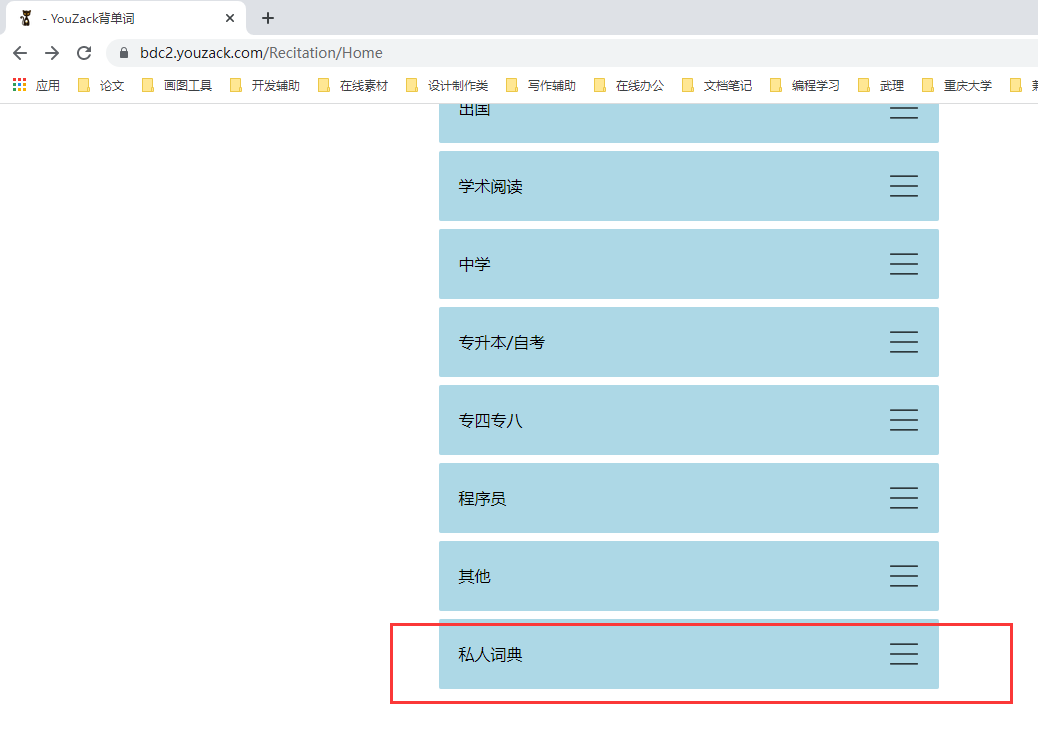 - YouZack背单词
bdc2.youzack.com/Recitation/Home
应用 论文 画图工具 开发辅助 在线素材 设计制作类 写作辅助 在线办公 文档笔记 编程学习 武理 重庆大学
出国
学术阅读
中学
专升本/自考
专四专八
程序员
其他
私人词典